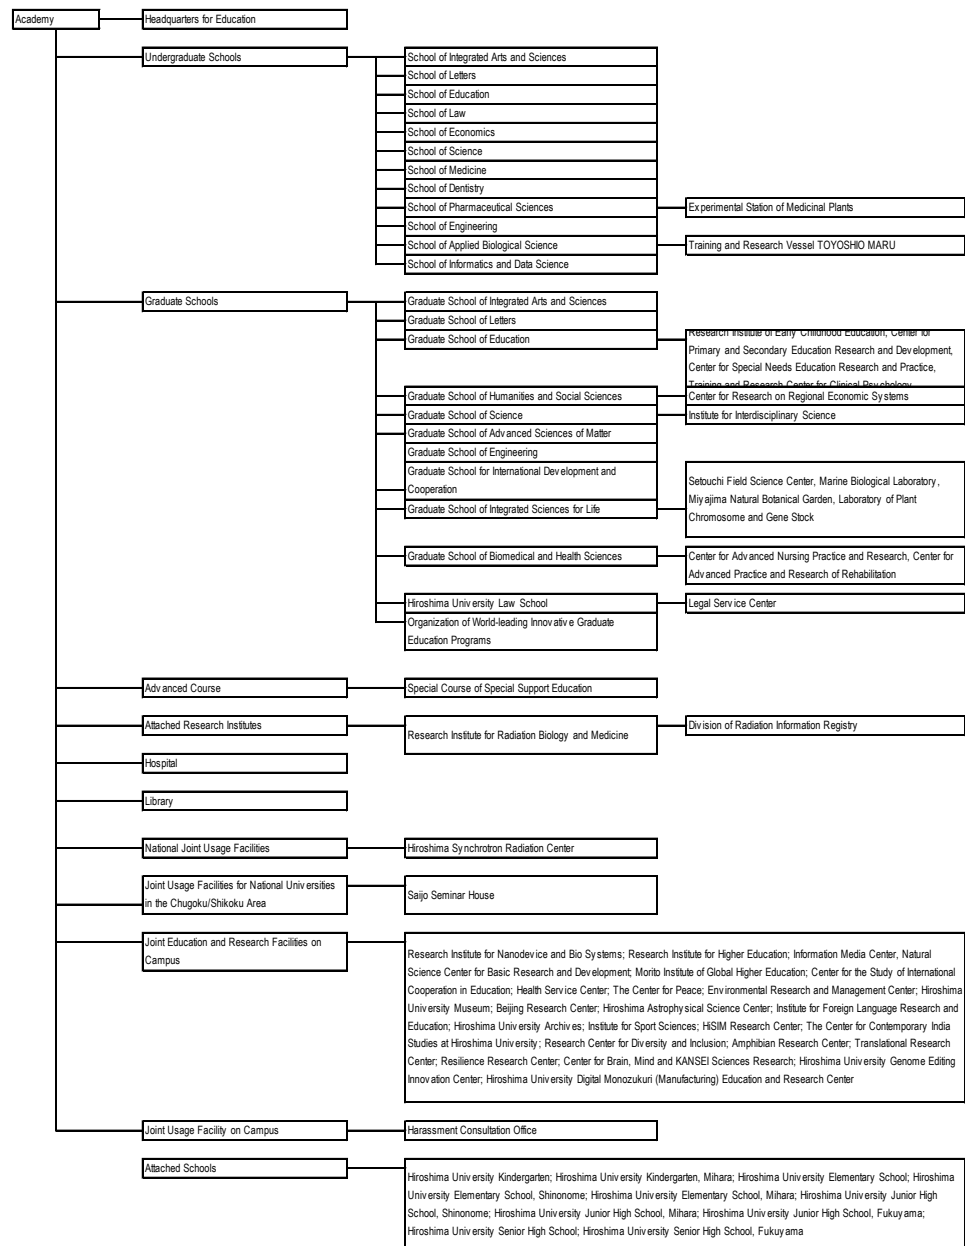 Academy
Headquarters for Education
Undergraduate Schools
School of Integrated Arts and Sciences
School of Letters
School of Education
School of Law
School of Economics
School of Science
School of Medicine
School of Dentistry
School of Pharmaceutical Sciences
Experimental Station of Medicinal Plants
School of Engineering
School of Applied Biological Science
Training and Research Vessel TOYOSHIO MARU
School of Informatics and Data Science
Graduate Schools
Graduate School of Integrated Arts and Sciences
Graduate School of Letters
Graduate School of Education
Research Institute of Early Childhood Education, Center for
Primary and Secondary Education Research and Development,
Center for Special Needs Education Research and Practice,
Training and Research Center for Clinical Psychology
Graduate School of Humanities and Social Sciences
Center for Research on Regional Economic Systems
Graduate School of Science
Institute for Interdisciplinary Science
Graduate School of Advanced Sciences of Matter
Graduate School of Engineering
Graduate School for International Development and
Cooperation
Graduate School of Integrated Sciences for Life
Setouchi Field Science Center, Marine Biological Laboratory,
Miyajima Natural Botanical Garden, Laboratory of Plant
Chromosome and Gene Stock
Graduate School of Biomedical and Health Sciences
Center for Advanced Nursing Practice and Research, Center for
Advanced Practice and Research of Rehabilitation
Hiroshima University Law School
Legal Service Center
Organization of World-leading Innovative Graduate
Education Programs
Advanced Course
Special Course of Special Support Education
Attached Research Institutes
Research Institute for Radiation Biology and Medicine
Division of Radiation Information Registry
Hospital
Library
National Joint Usage Facilities
Hiroshima Synchrotron Radiation Center
Joint Usage Facilities for National Universities
in the Chugoku/Shikoku Area
Saijo Seminar House
Joint Education and Research Facilities on
Campus
Research Institute for Nanodevice and Bio Systems; Research Institute for Higher Education; Information Media Center, Natural
Science Center for Basic Research and Development; Morito Institute of Global Higher Education; Center for the Study of International
Cooperation in Education; Health Service Center; The Center for Peace; Environmental Research and Management Center; Hiroshima
University Museum; Beijing Research Center; Hiroshima Astrophysical Science Center; Institute for Foreign Language Research and
Education; Hiroshima University Archives; Institute for Sport Sciences; HiSIM Research Center; The Center for Contemporary India
Studies at Hiroshima University; Research Center for Diversity and Inclusion; Amphibian Research Center; Translational Research
Center; Resilience Research Center; Center for Brain, Mind and KANSEI Sciences Research; Hiroshima University Genome Editing
Innovation Center; Hiroshima University Digital Monozukuri (Manufacturing) Education and Research Center
Joint Usage Facility on Campus
Harassment Consultation Office
Attached Schools
Hiroshima University Kindergarten; Hiroshima University Kindergarten, Mihara; Hiroshima University Elementary School; Hiroshima
University Elementary School, Shinonome; Hiroshima University Elementary School, Mihara; Hiroshima University Junior High
School, Shinonome; Hiroshima University Junior High School, Mihara; Hiroshima University Junior High School, Fukuyama;
Hiroshima University Senior High School; Hiroshima University Senior High School, Fukuyama